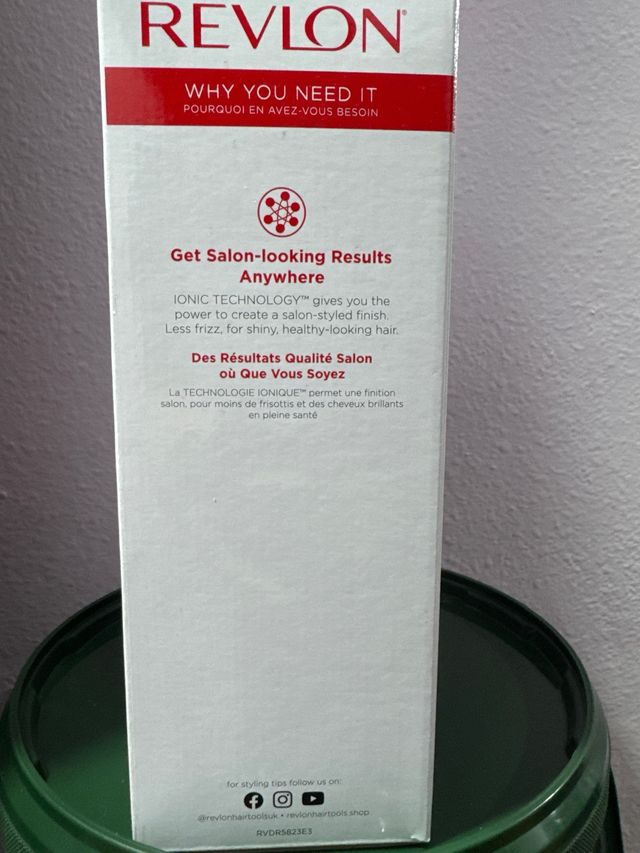 REVLON®
WHY YOU NEED IT
POURQUOI EN AVEZ-VOUS BESOIN
Get Salon-looking Results
Anywhere
IONIC TECHNOLOGY™ gives you the
power to create a salon-styled finish.
Less frizz, for shiny, healthy-looking hair.
Des Résultats Qualité Salon
où Que Vous Soyez
La TECHNOLOGIE IONIQUE™ permet une finition
salon, pour moins de frisottis et des cheveux brillants
en pleine santé
for styling tips follow us on:
@revlonhairtoolsuk • revlonhairtools.shop
RVDR5823E3